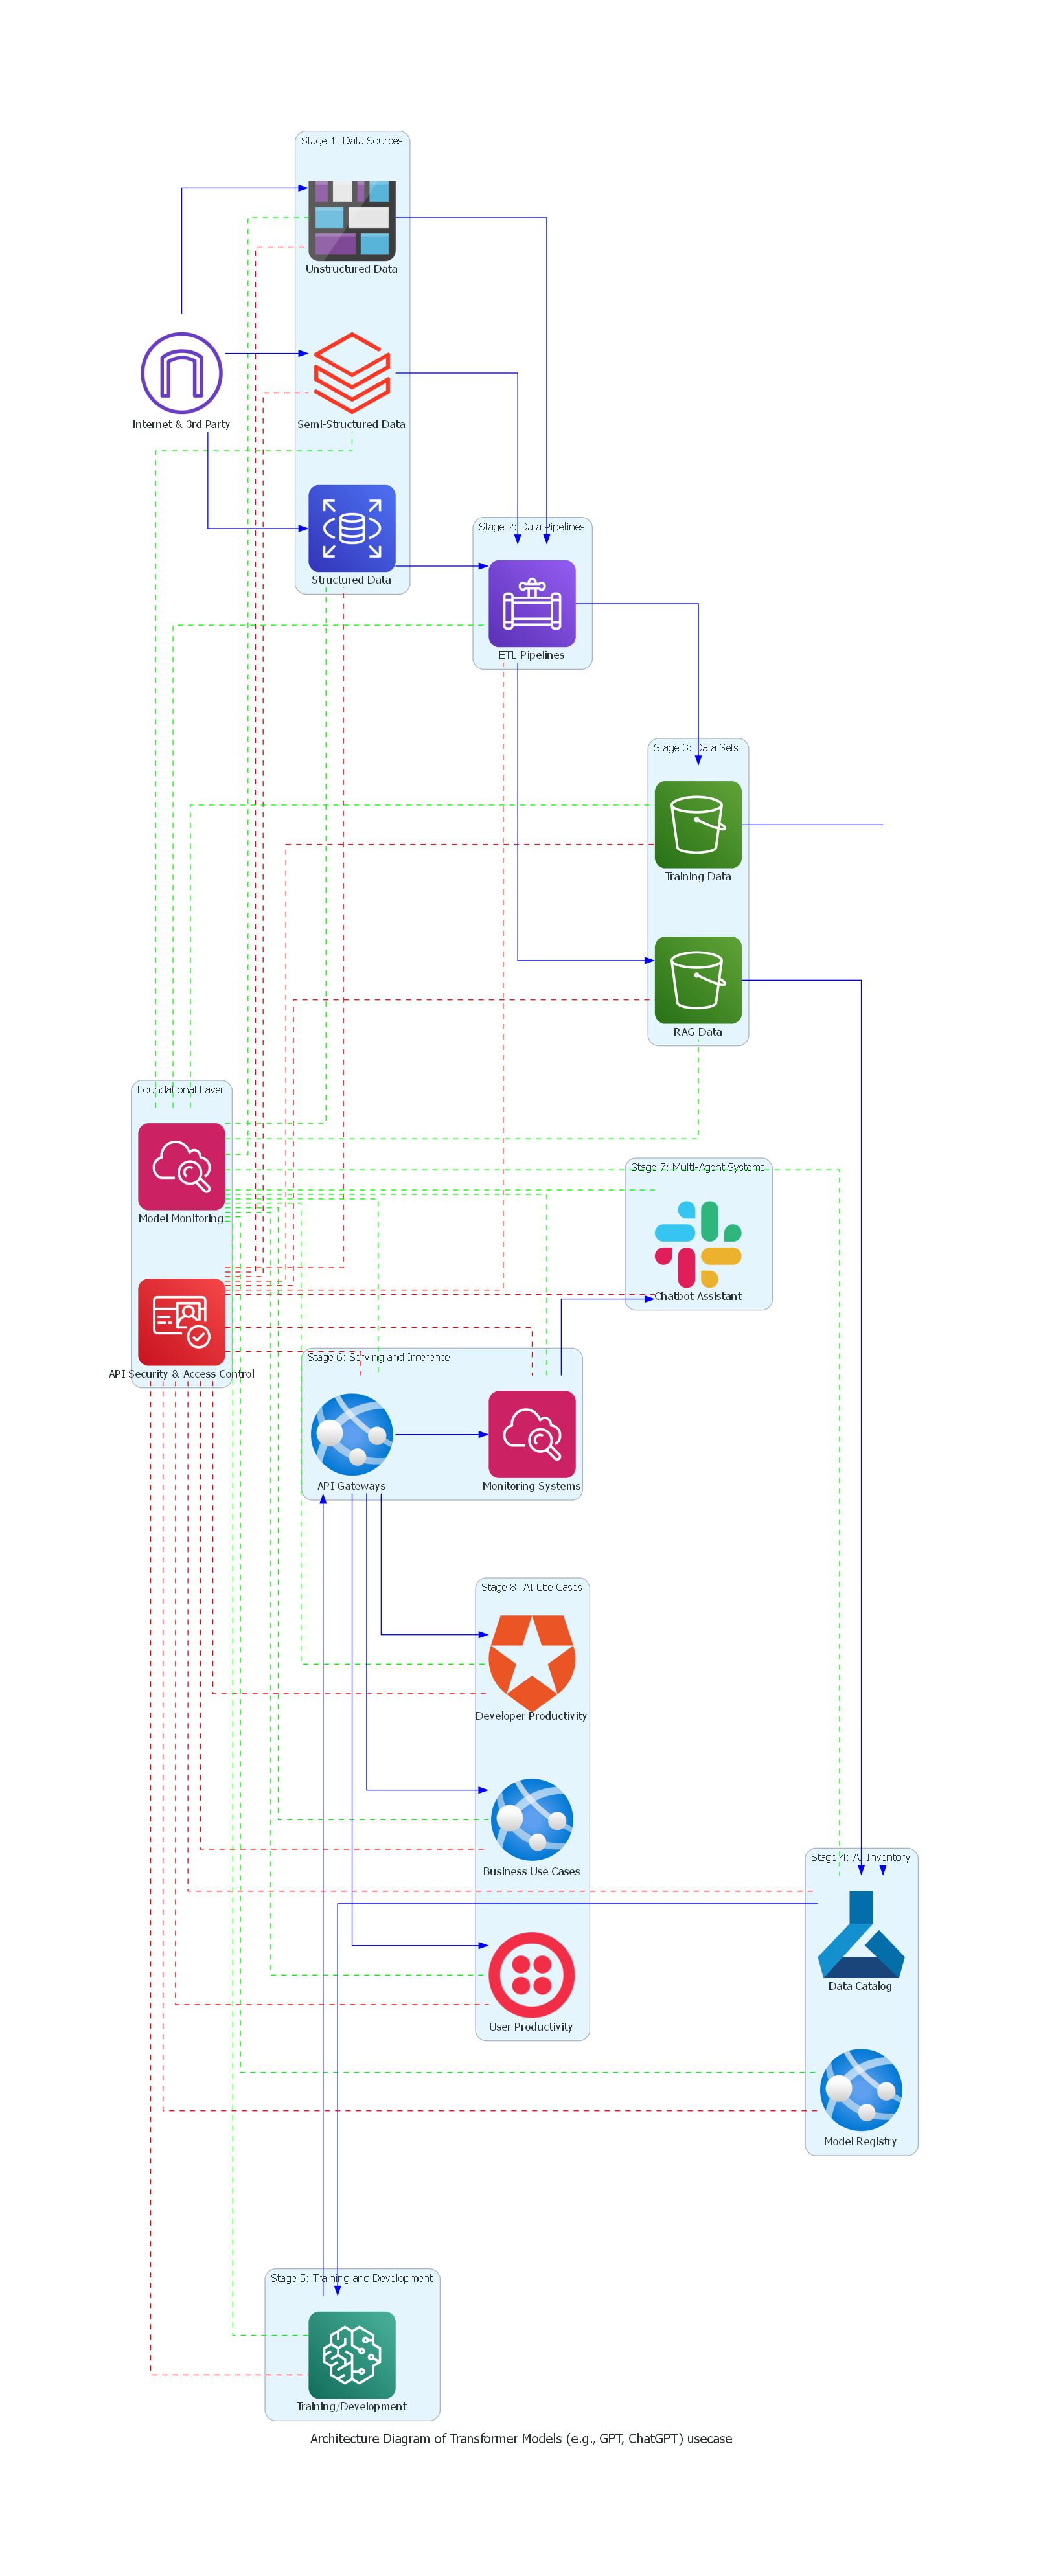 Stage 1: Data Sources
Unstructured Data
Internet & 3rd Party
Semi-Structured Data
Structured Data
Stage 2: Data Pipelines
ETL Pipelines
Stage 3: Data Sets
Training Data
RAG Data
Foundational Layer
Model Monitoring
API Security & Access Control
Stage 7: Multi-Agent Systems
Chatbot Assistant
Stage 6: Serving and Inference
API Gateways
Monitoring Systems
Stage 8: AI Use Cases
Developer Productivity
Business Use Cases
User Productivity
Stage 4: AI Inventory
Data Catalog
Model Registry
Stage 5: Training and Development
Training/Development
Architecture Diagram of Transformer Models (e.g., GPT, ChatGPT) usecase